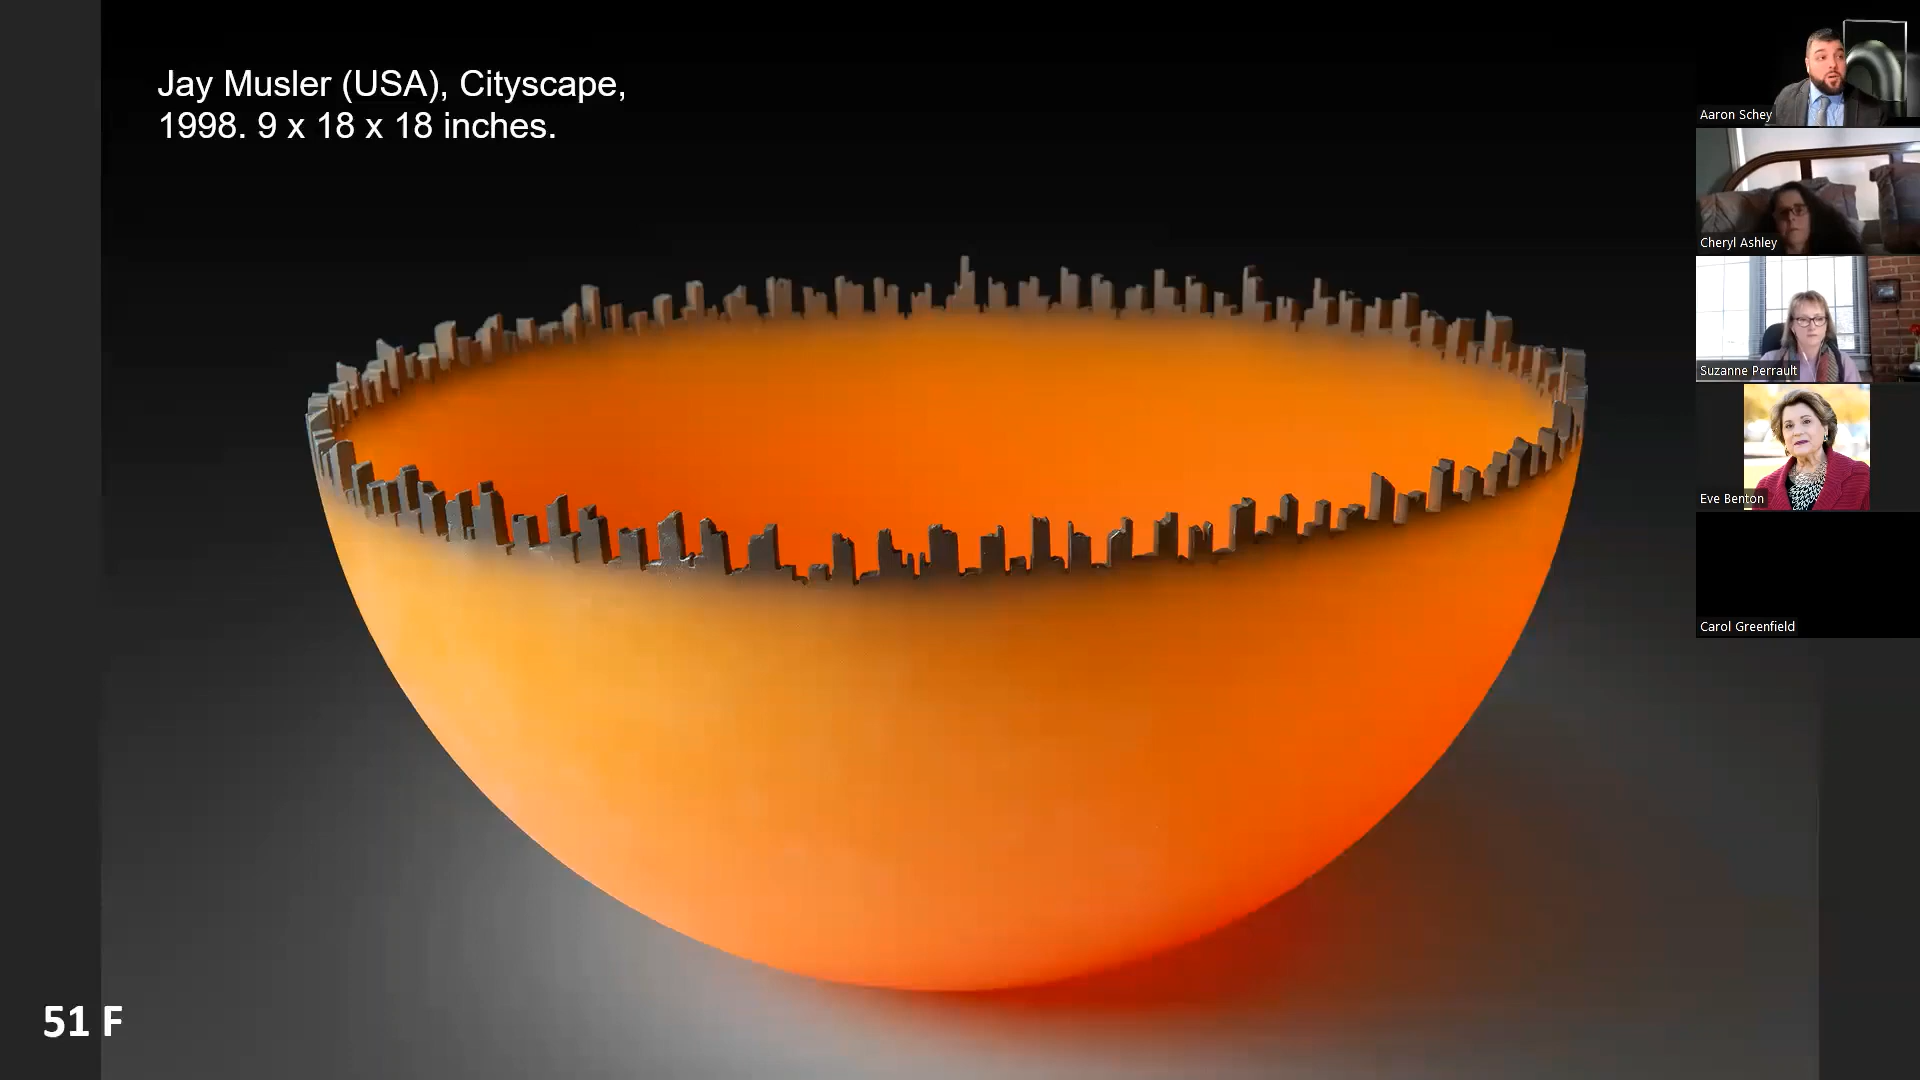 Jay Musler (USA), Cityscape,
1998. 9 x 18 x 18 inches.
Aaron Schey
Cheryl Ashley
Suzanne Perrault
Eve Benton
Carol Greenfield
51 F